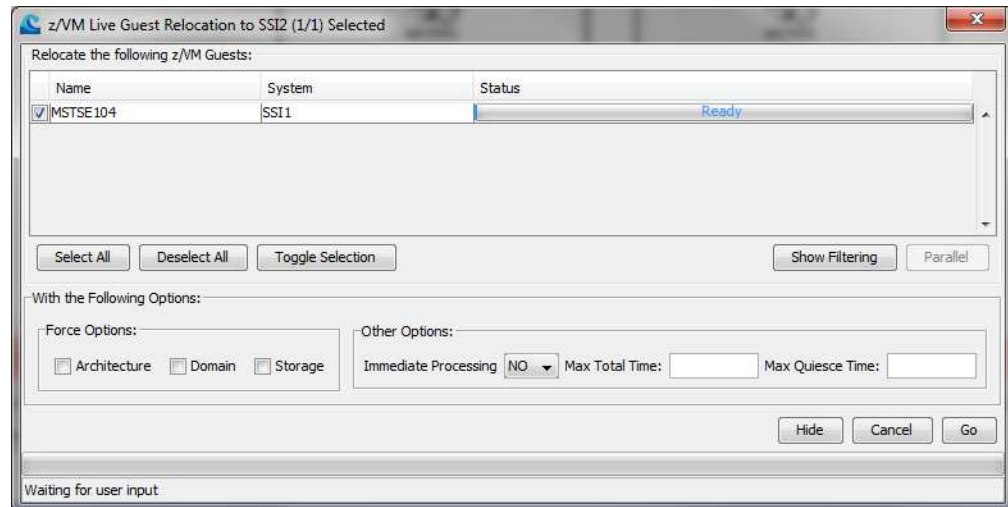 z/VM Live Guest Relocation to SSI2 (1/1) Selected
Relocate the following z/VM Guests:
Name System Status
MSTSE104 SSI1 Ready
Select All Deselect All Toggle Selection Show Filtering Parallel
With the Following Options:
Force Options: Other Options:
Architecture Domain Storage Immediate Processing NO Max Total Time: Max Quiesce Time:
Hide Cancel Go
Waiting for user input